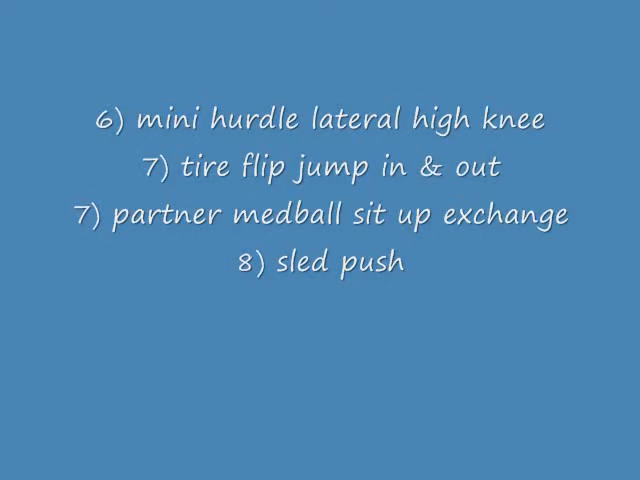 6) mini hurdle lateral high knee
7) tire flip jump in & out
7) partner medball sit up exchange
8) sled push